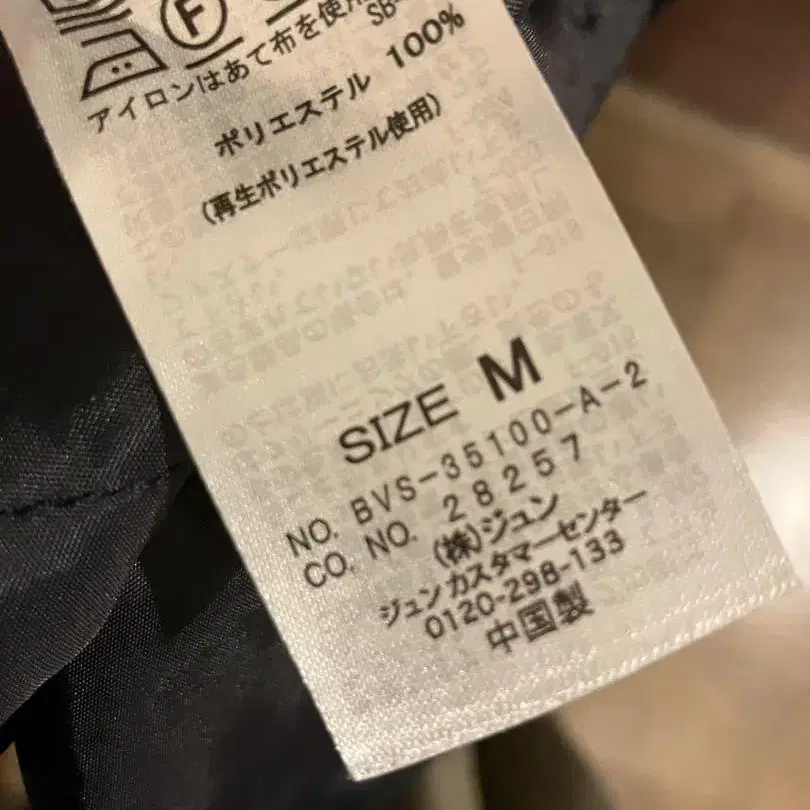 F
アイロンはあて布を使用
ポリエステル 100%
(再生ポリエステル使用)
SIZE M
NO. BVS-35100-A-2
CO. NO. 28257
(株)ジュン
ジュン カスタマーセンター
0120-298-133
中国製